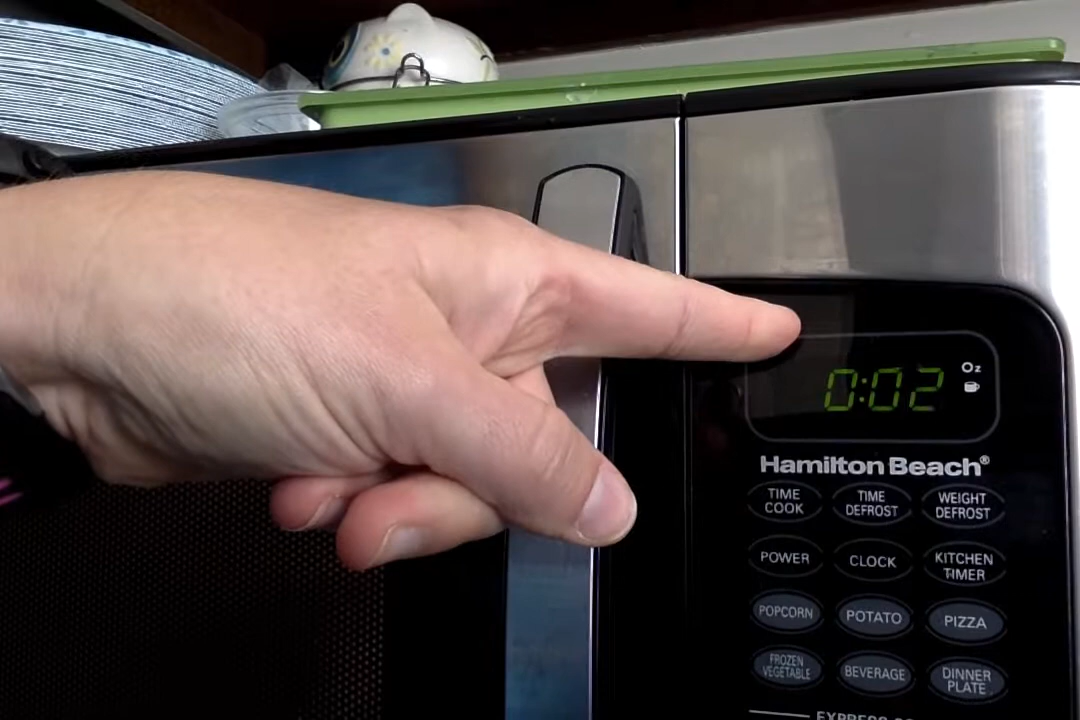 0:02
Oz
Hamilton Beach®
TIME COOK
TIME DEFROST
WEIGHT DEFROST
POWER
CLOCK
KITCHEN TIMER
POPCORN
POTATO
PIZZA
FROZEN VEGETABLE
BEVERAGE
DINNER PLATE
EXPRESS